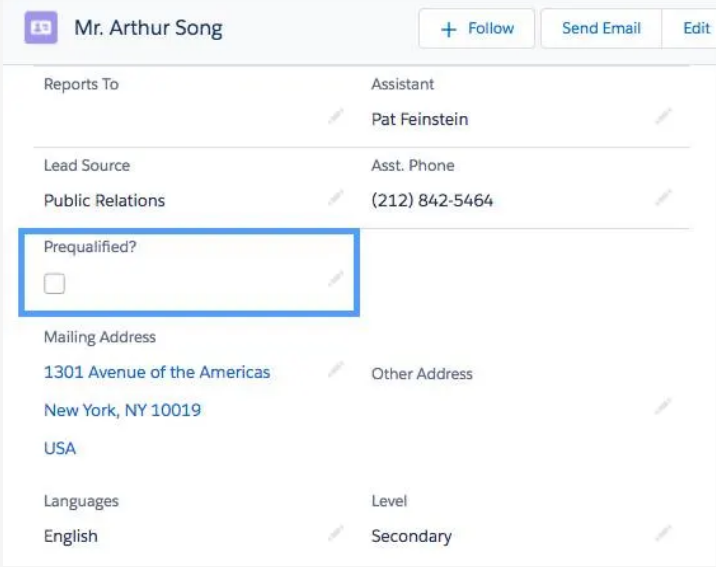 Mr. Arthur Song
+ Follow
Send Email
Edit
Reports To
Assistant
Pat Feinstein
Lead Source
Asst. Phone
Public Relations
(212) 842-5464
Prequalified?
Mailing Address
1301 Avenue of the Americas
Other Address
New York, NY 10019
USA
Languages
Level
English
Secondary